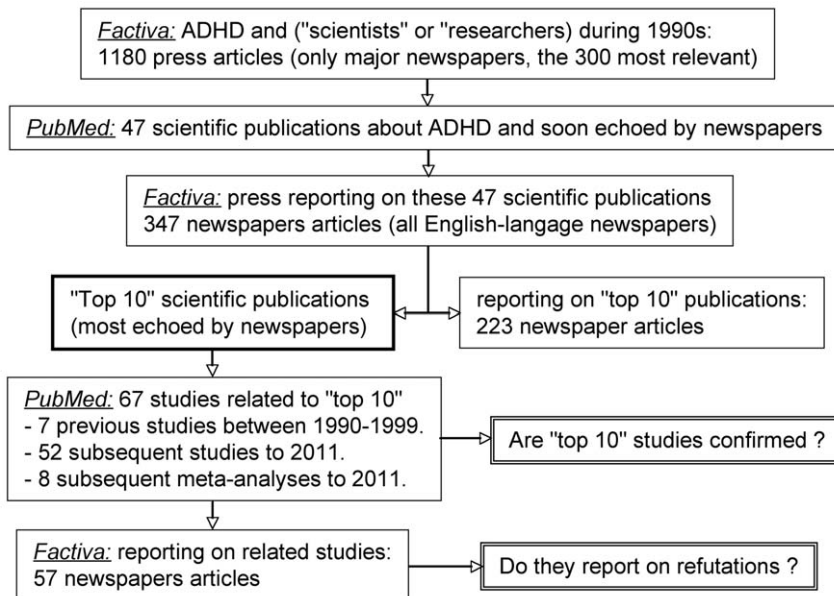 Factiva: ADHD and ("scientists" or "researchers) during 1990s:
1180 press articles (only major newspapers, the 300 most relevant)
PubMed: 47 scientific publications about ADHD and soon echoed by newspapers
Factiva: press reporting on these 47 scientific publications
347 newspapers articles (all English-langage newspapers)
"Top 10" scientific publications
(most echoed by newspapers)
reporting on "top 10" publications:
223 newspaper articles
PubMed: 67 studies related to "top 10"
- 7 previous studies between 1990-1999.
- 52 subsequent studies to 2011.
- 8 subsequent meta-analyses to 2011.
Are "top 10" studies confirmed ?
Factiva: reporting on related studies:
57 newspapers articles
Do they report on refutations ?